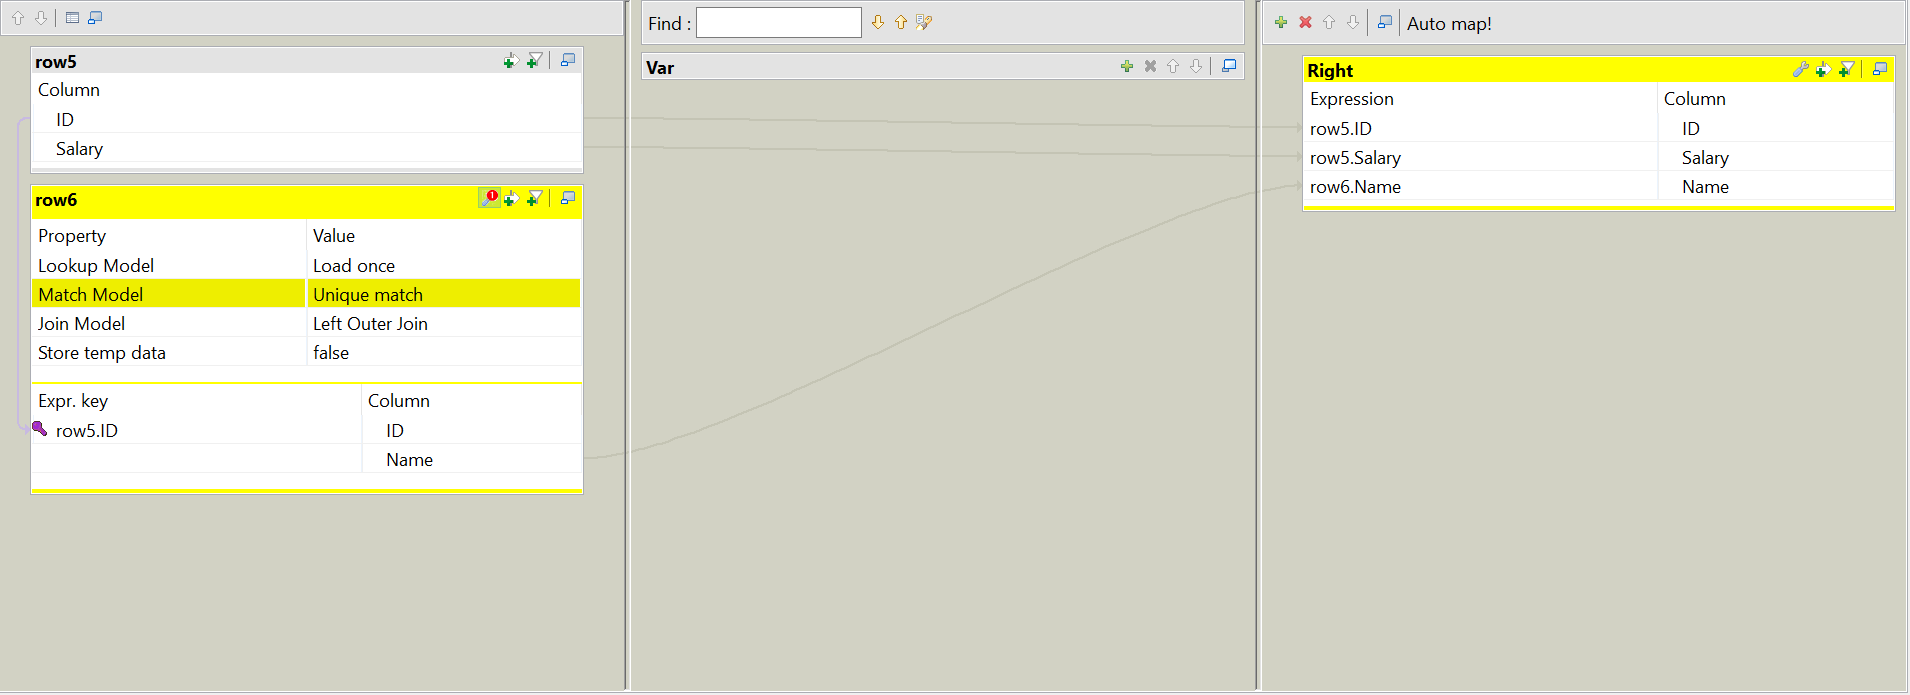 row5
Column
ID
Salary
row6
Property Value
Lookup Model Load once
Match Model Unique match
Join Model Left Outer Join
Store temp data false
Expr. key Column
row5.ID ID
Name
Find :
Var
Auto map!
Right
Expression Column
row5.ID ID
row5.Salary Salary
row6.Name Name